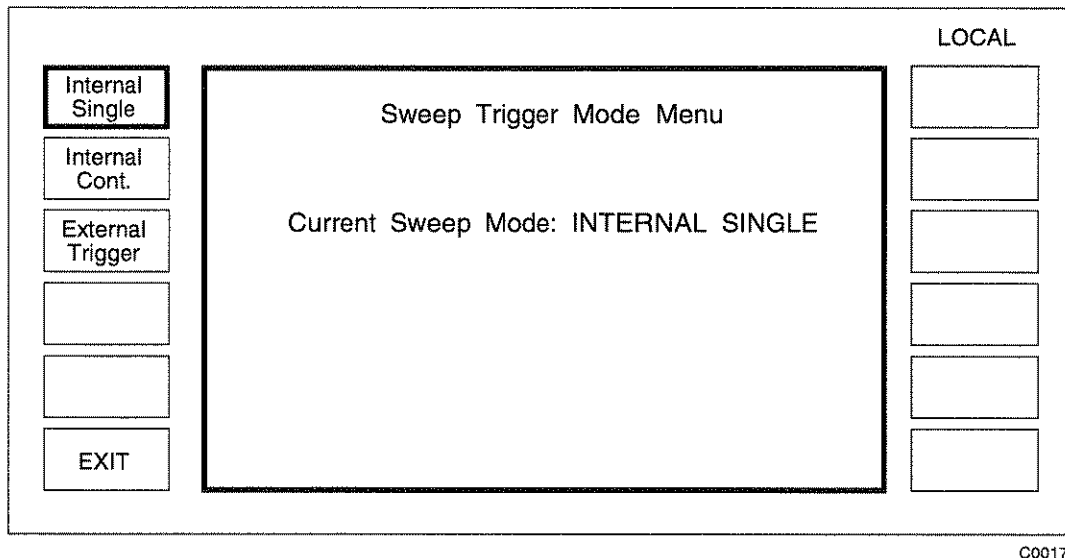 LOCAL
Internal
Single
Internal
Cont.
External
Trigger
EXIT
Sweep Trigger Mode Menu
Current Sweep Mode: INTERNAL SINGLE
C0017